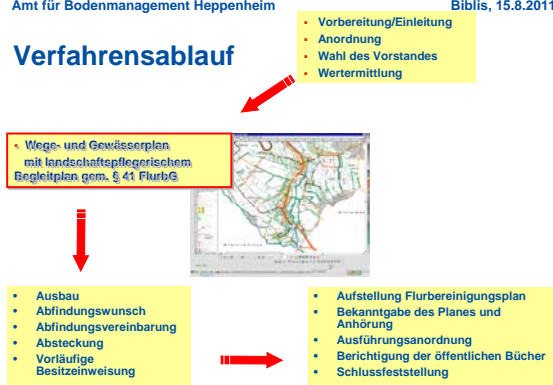 Amt für Bodenmanagement Heppenheim
Biblis, 15.8.2011
Verfahrensablauf
Vorbereitung/Einleitung
Anordnung
Wahl des Vorstandes
Wertermittlung
Wege- und Gewässerplan
mit landschaftspflegerischem
Begleitplan gem. § 41 FlurbG
Ausbau
Abfindungswunsch
Abfindungsvereinbarung
Absteckung
Vorläufige
Besitzeinweisung
Aufstellung Flurbereinigungsplan
Bekanntgabe des Planes und
Anhörung
Ausführungsanordnung
Berichtigung der öffentlichen Bücher
Schlussfeststellung